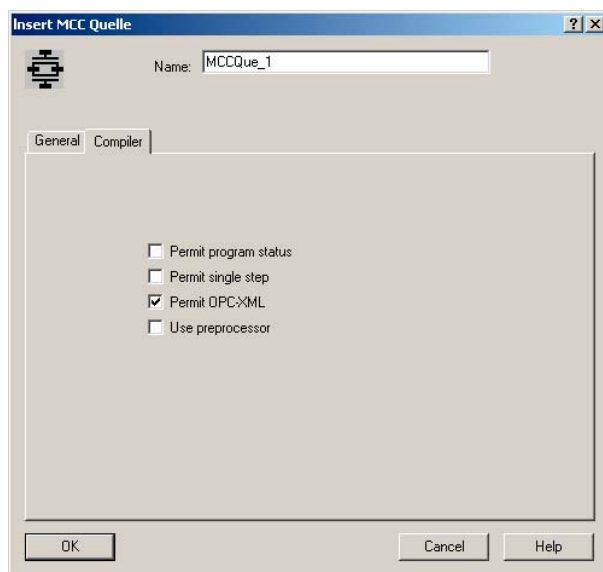 Insert MCC Quelle
Name: MCCQue_1
General Compiler
Permit program status
Permit single step
Permit OPC-XML
Use preprocessor
OK Cancel Help